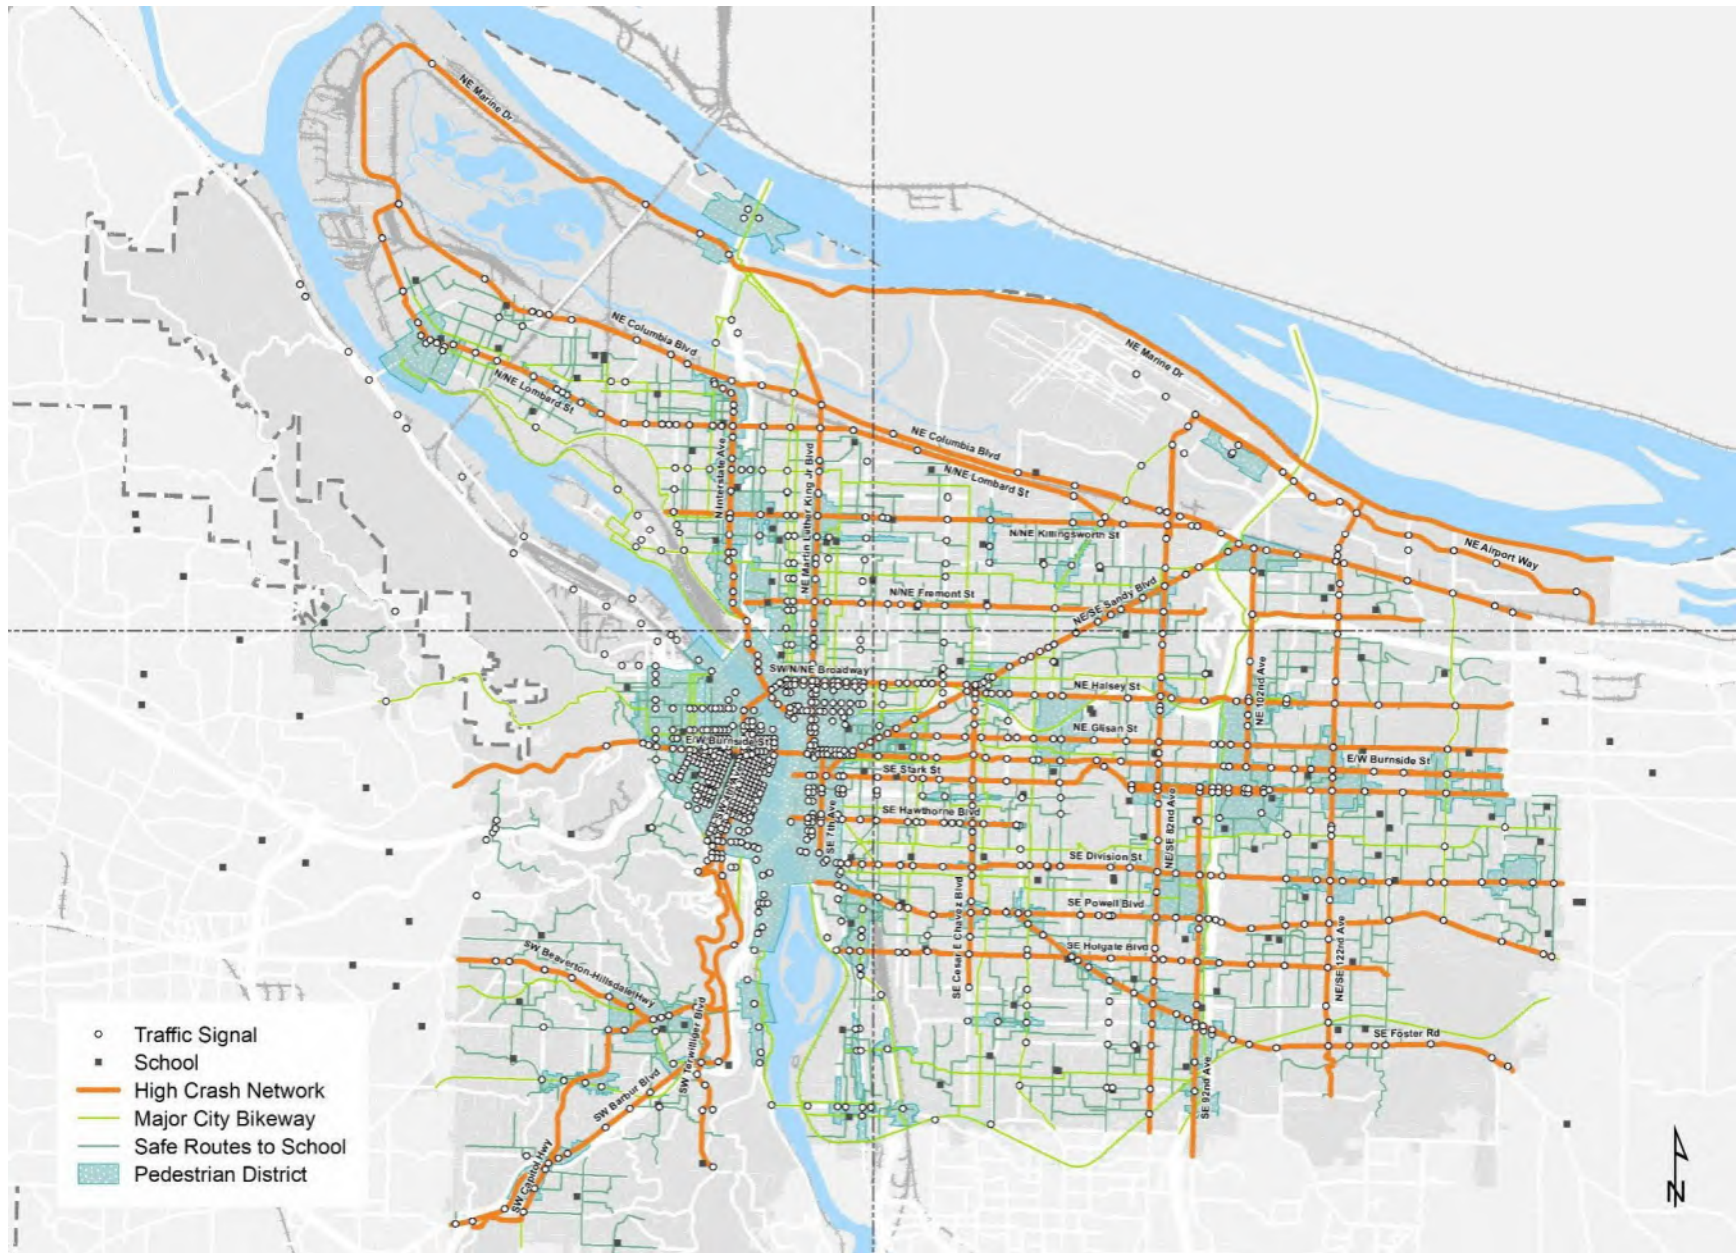 NE Marine Dr
NE Columbia Blvd
NE Marine Dr
N/NE Lombard St
NE Columbia Blvd
N/NE Lombard St
N Interstate Ave
NE Martin Luther King Jr Blvd
N/NE Killingsworth St
NE Airport Way
N/NE Fremont St
NE/SE Sandy Blvd
SW/N/NE Broadway
NE Halsey St
NE 102nd Ave
NE Glisan St
E/W Burnside St
E/W Burnside St
SE Stark St
SE Hawthorne Blvd
SE 7th Ave
NE/SE 82nd Ave
SE Division St
SE Powell Blvd
SE Cesar E Chavez Blvd
SE Holgate Blvd
NE/SE 122nd Ave
SW Beaverton-Hillsdale Hwy
SW Terwilliger Blvd
SE Foster Rd
SW Barbur Blvd
SE 92nd Ave
SW Capitol Hwy
Traffic Signal
School
High Crash Network
Major City Bikeway
Safe Routes to School
Pedestrian District
N